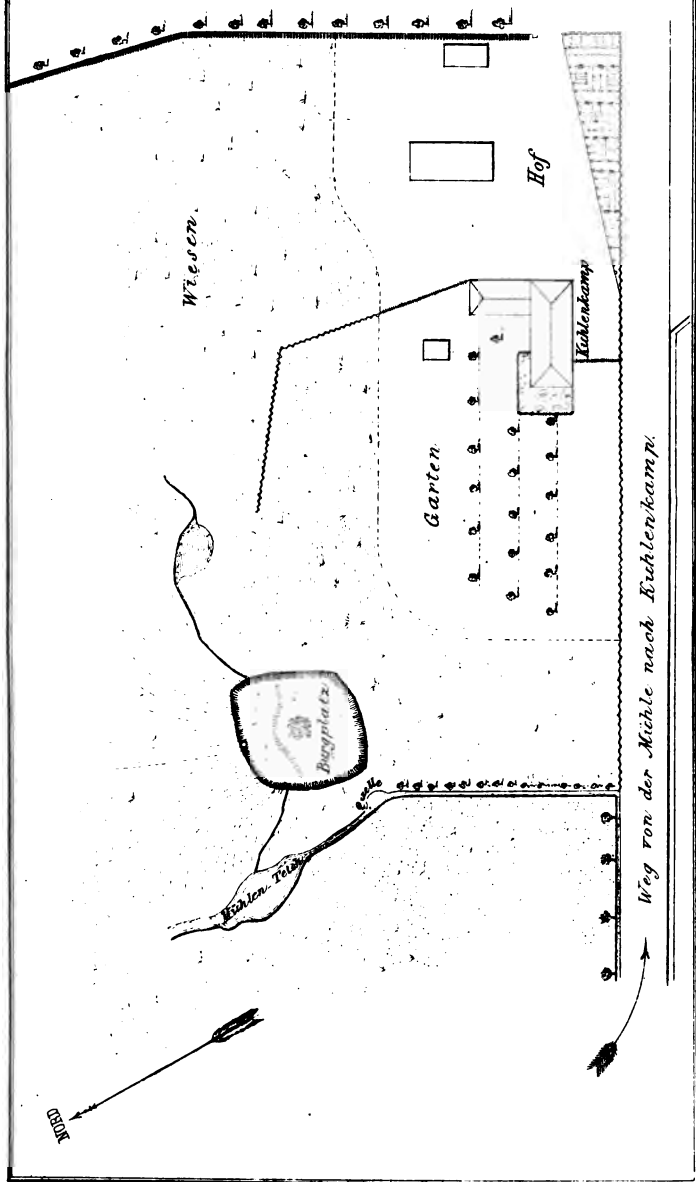 Wiesen.
Hof
Kuhlenkamp
Garten
Burgplatz
Quelle
Mühlen-Teich
NORD
Weg von der Mühle nach Kuhlenkamp.